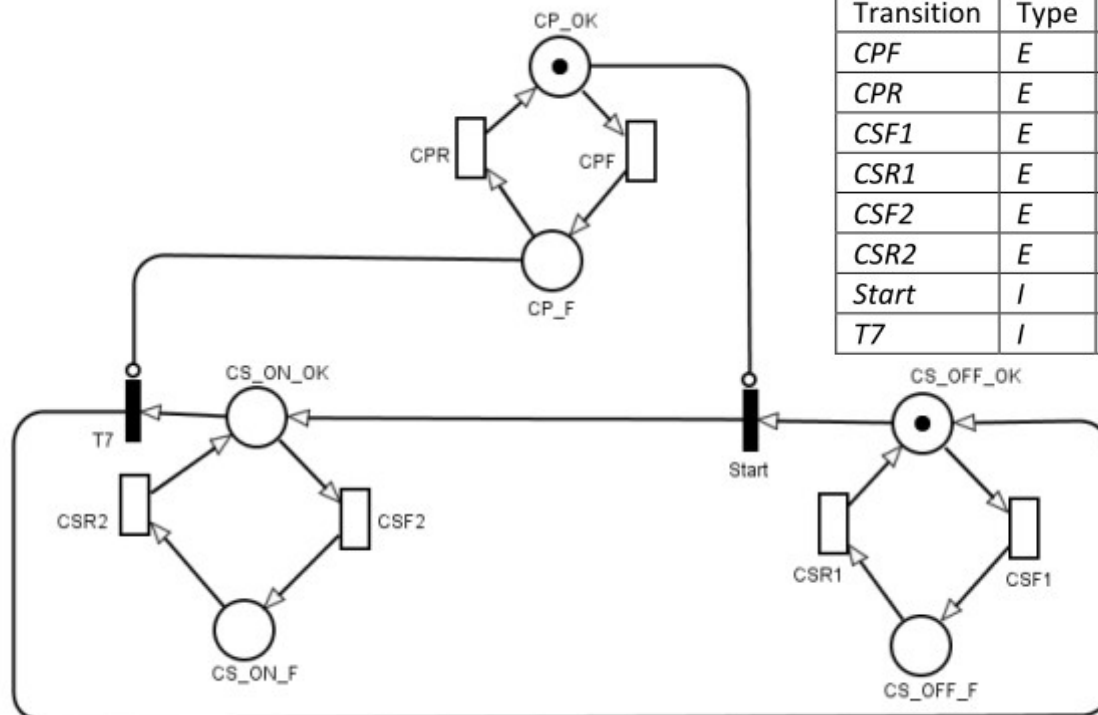 CP_OK
CPR
CPF
CP_F
Transition Type
CPF E
CPR E
CSF1 E
CSR1 E
CSF2 E
CSR2 E
Start I
T7 I
CS_ON_OK
CS_OFF_OK
T7
Start
CSR2
CSF2
CSR1
CSF1
CS_ON_F
CS_OFF_F